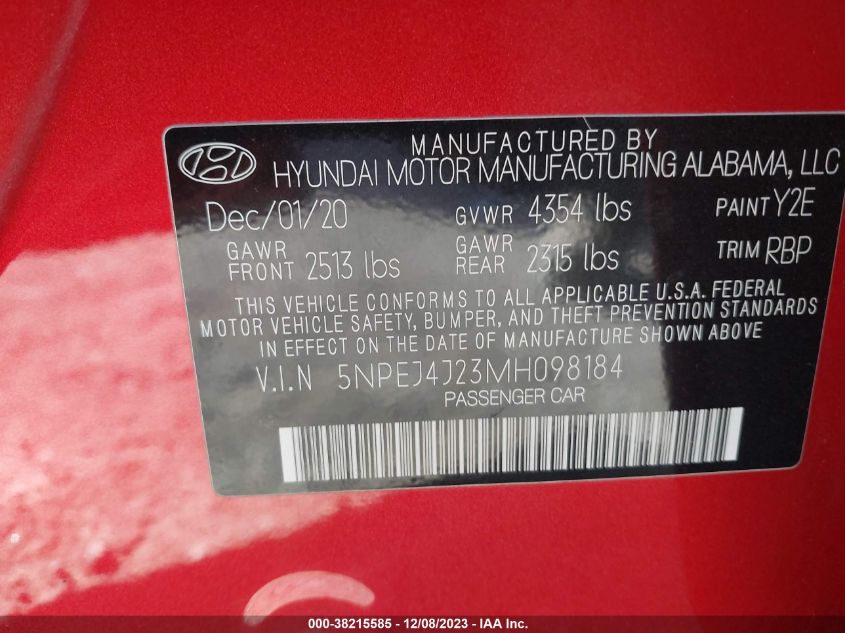 MANUFACTURED BY
HYUNDAI MOTOR MANUFACTURING ALABAMA, LLC
Dec/01/20 GVWR 4354 lbs PAINT Y2E
GAWR FRONT 2513 lbs GAWR REAR 2315 lbs TRIM RBP
THIS VEHICLE CONFORMS TO ALL APPLICABLE U.S.A. FEDERAL
MOTOR VEHICLE SAFETY, BUMPER, AND THEFT PREVENTION STANDARDS
IN EFFECT ON THE DATE OF MANUFACTURE SHOWN ABOVE
V.I.N 5NPEJ4J23MH098184
PASSENGER CAR
000-38215585 - 12/08/2023 - IAA Inc.